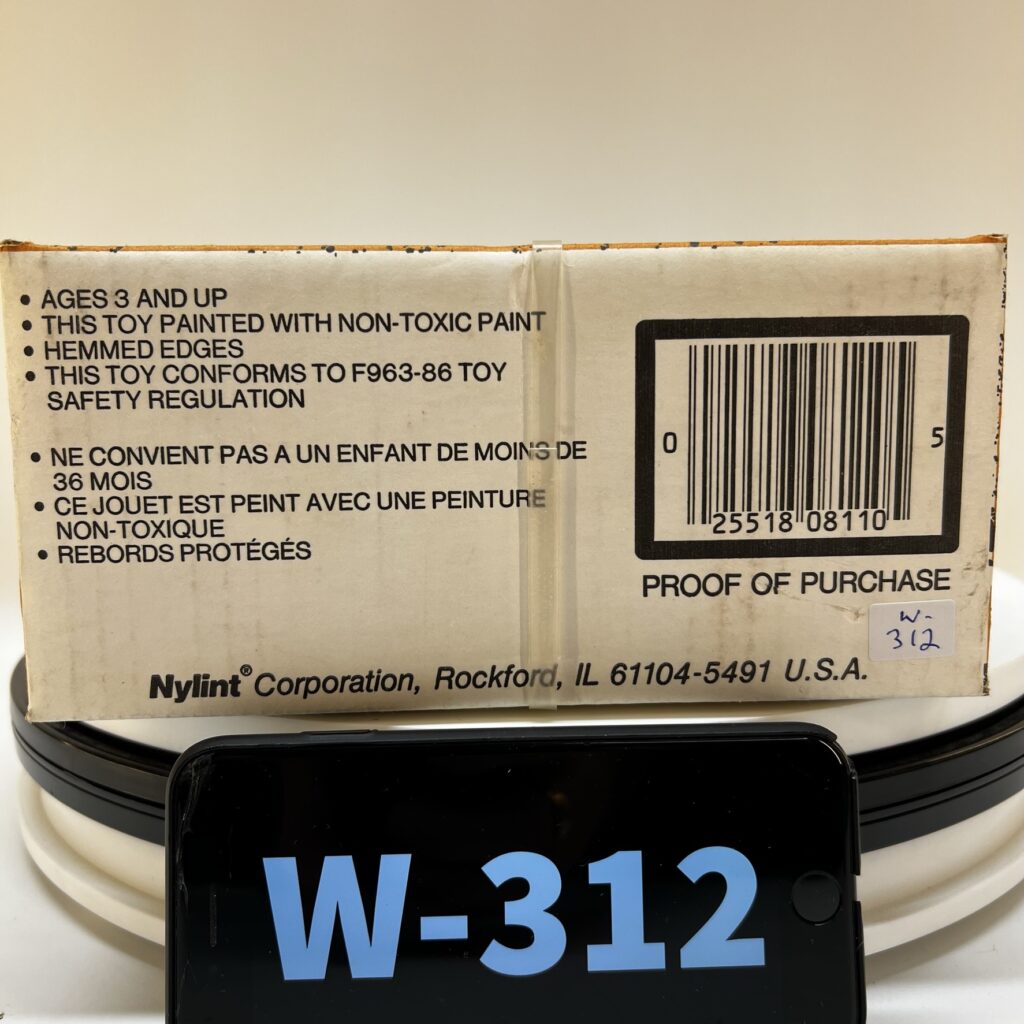 • AGES 3 AND UP
• THIS TOY PAINTED WITH NON-TOXIC PAINT
• HEMMED EDGES
• THIS TOY CONFORMS TO F963-86 TOY
SAFETY REGULATION
• NE CONVIENT PAS A UN ENFANT DE MOINS DE
36 MOIS
• CE JOUET EST PEINT AVEC UNE PEINTURE
NON-TOXIQUE
• REBORDS PROTÉGÉS
0 25518 08110 5
PROOF OF PURCHASE
W-
312
Nylint® Corporation, Rockford, IL 61104-5491 U.S.A.
W-312